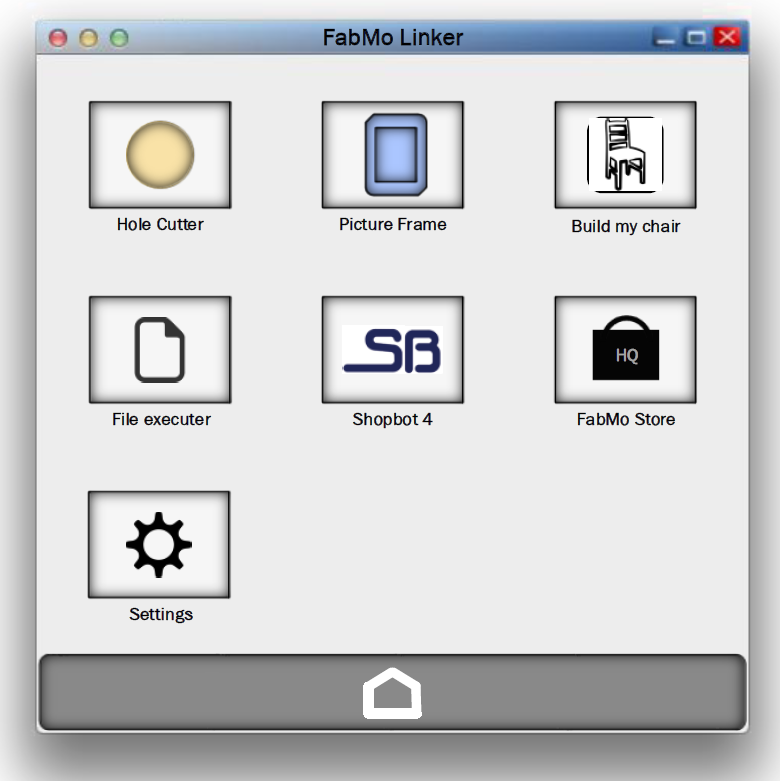 FabMo Linker
Hole Cutter
Picture Frame
Build my chair
SB
HQ
File executer
Shopbot 4
FabMo Store
Settings